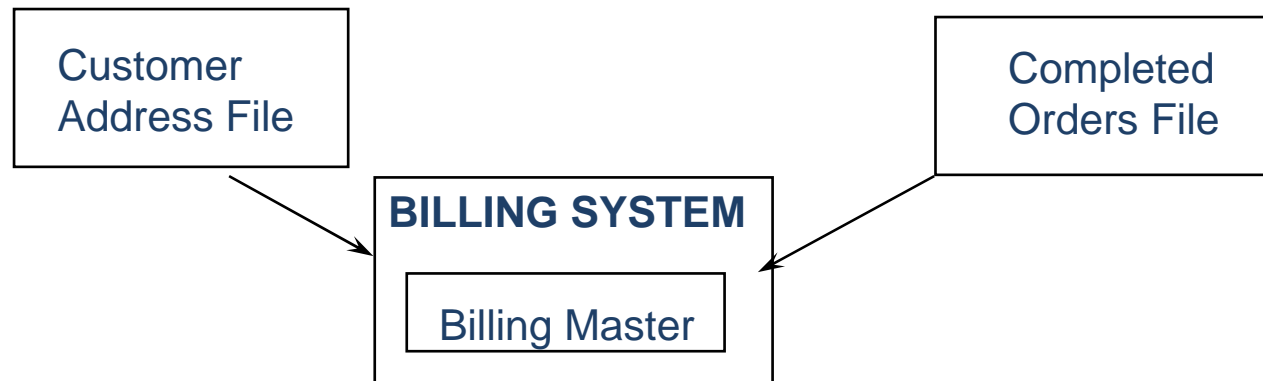 Customer
Address File
Completed
Orders File
BILLING SYSTEM
Billing Master